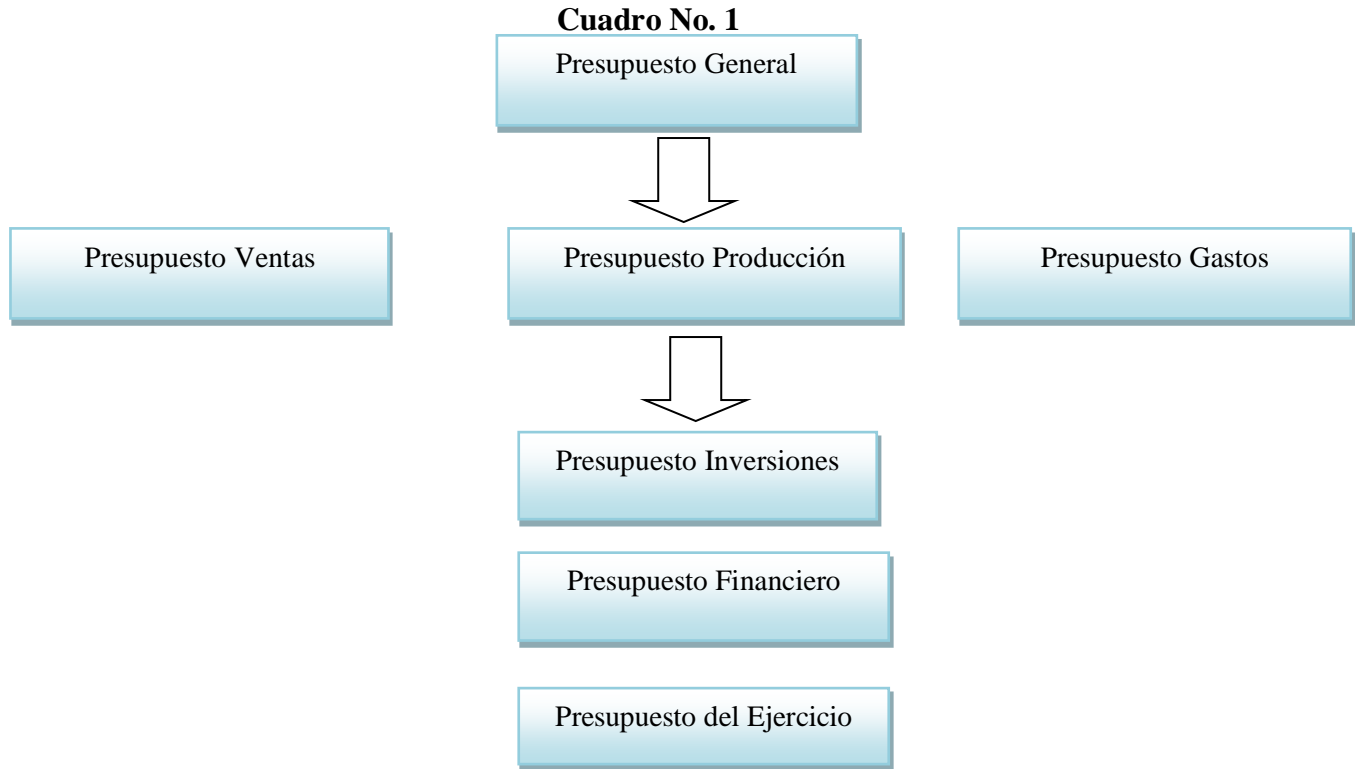 Cuadro No. 1
Presupuesto General
Presupuesto Ventas
Presupuesto Producción
Presupuesto Gastos
Presupuesto Inversiones
Presupuesto Financiero
Presupuesto del Ejercicio